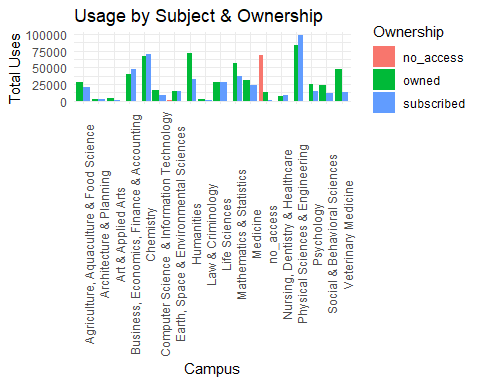 Usage by Subject & Ownership
Total Uses
100000
75000
50000
25000
0
Agriculture, Aquaculture & Food Science
Architecture & Planning
Art & Applied Arts
Business, Economics, Finance & Accounting
Chemistry
Computer Science & Information Technology
Earth, Space & Environmental Sciences
Humanities
Law & Criminology
Life Sciences
Mathematics & Statistics
Medicine
no_access
Nursing, Dentistry & Healthcare
Physical Sciences & Engineering
Psychology
Social & Behavioral Sciences
Veterinary Medicine
Campus
Ownership
no_access
owned
subscribed